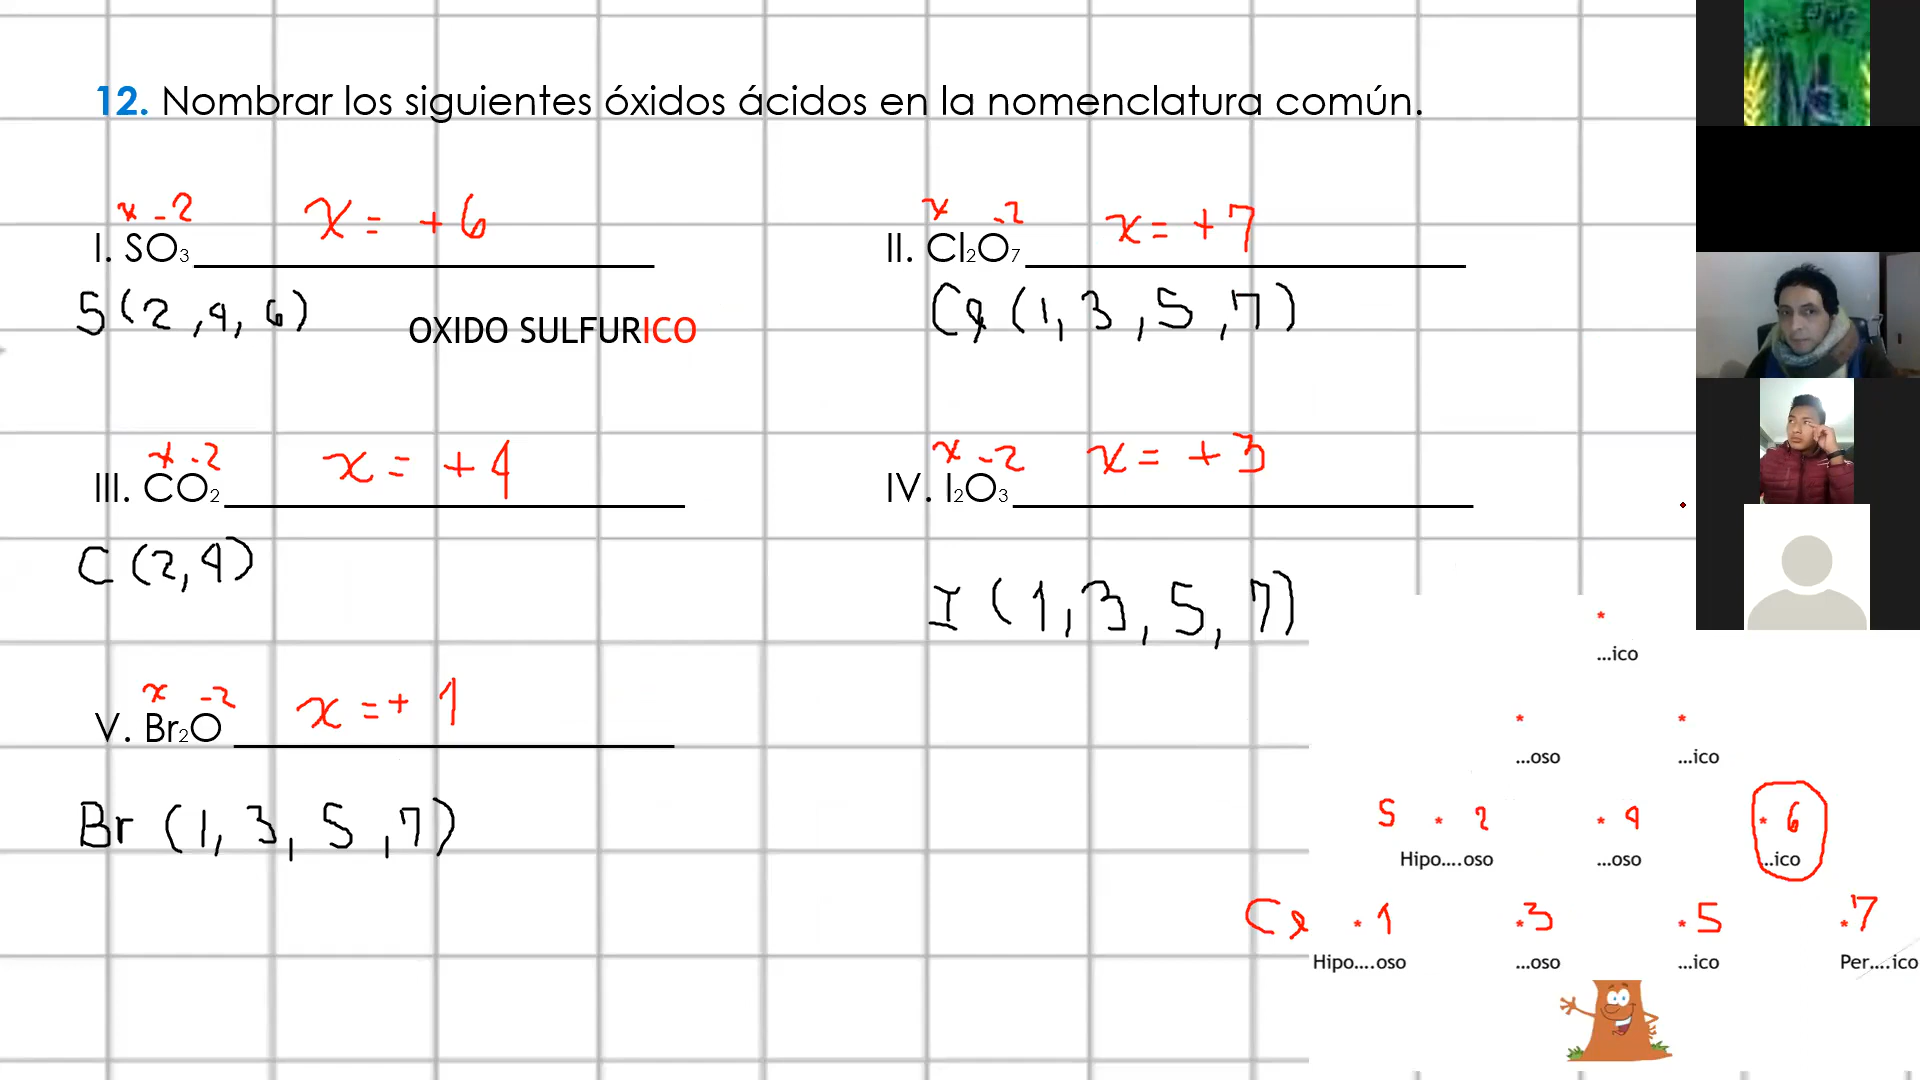 12. Nombrar los siguientes óxidos ácidos en la nomenclatura común.
x -2 x = +6
I. SO₃
S (2, 4, 6)
OXIDO SULFURICO
x -2 x = +7
II. Cl₂O₇
Cl (1, 3, 5, 7)
x -2 x = +4
III. CO₂
C (2, 4)
x -2 x = +3
IV. I₂O₃
I (1, 3, 5, 7)
x -2 x = + 1
V. Br₂O
Br (1, 3, 5, 7)
*
...ico
* *
...oso ...ico
S * 2 * 4 * 6
Hipo....oso ...oso ...ico
Cl * 1 * 3 * 5 * 7
Hipo....oso ...oso ...ico Per....ico